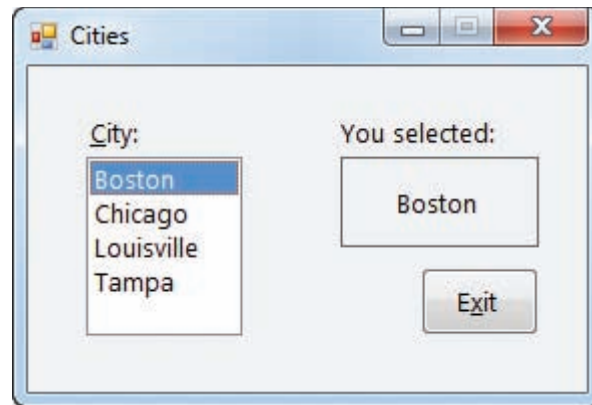 Cities
City:
Boston
Chicago
Louisville
Tampa
You selected:
Boston
Exit